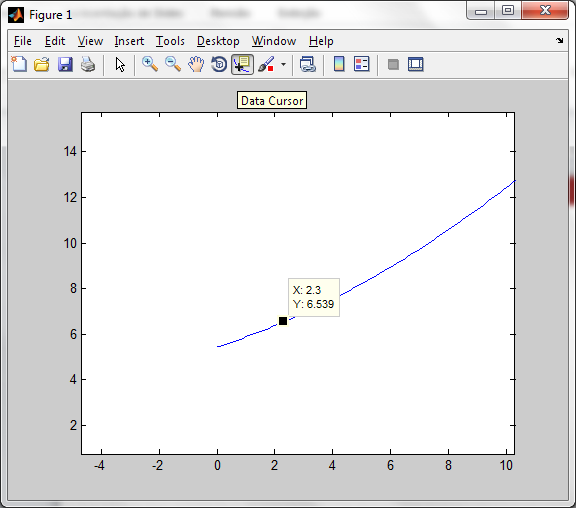 Figure 1
File Edit View Insert Tools Desktop Window Help
Data Cursor
14
12
10
8
6
4
2
X: 2.3
Y: 6.539
-4 -2 0 2 4 6 8 10